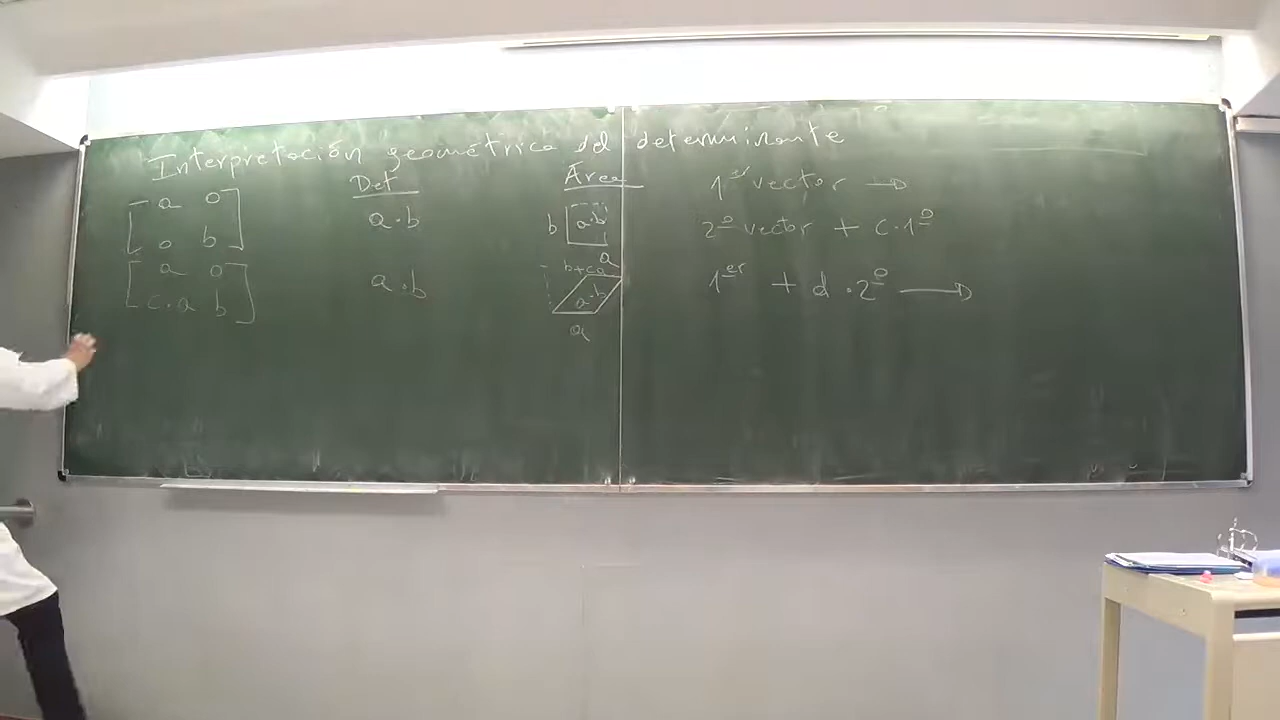 Interpretación geométrica del determinante
Det Área
[ a 0
0 b ]
a·b
b a·b
a
[ a 0
c·a b ]
a·b
b+ca
a·b
a
1er vector →
2º vector + c·1º
1er + d·2º →